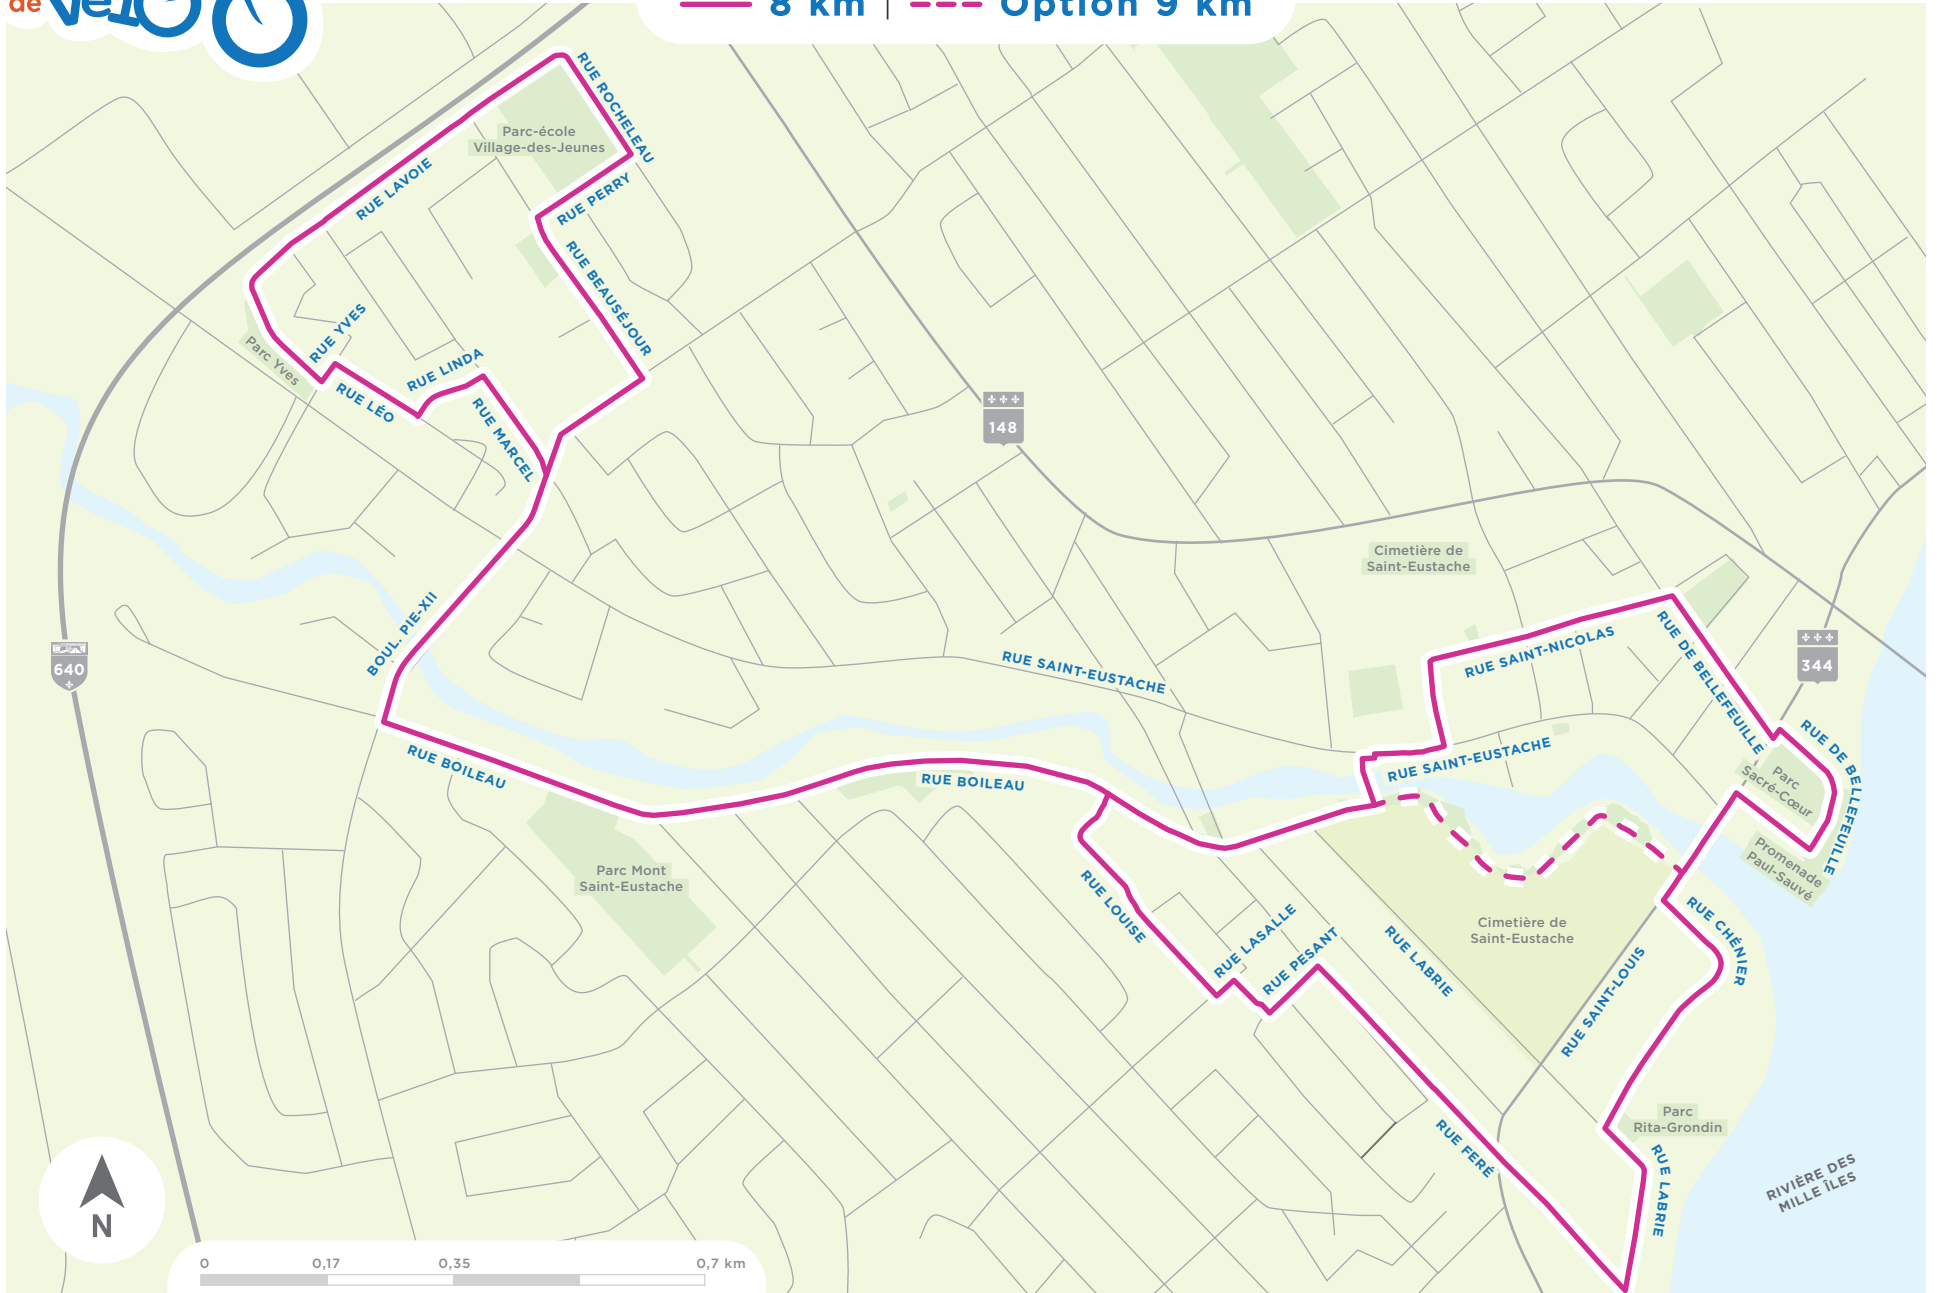 de vélo
8 km | Option 9 km
RUE ROCHELEAU
Parc-école
Village-des-Jeunes
RUE LAVOIE
RUE PERRY
RUE BEAUSÉJOUR
RUE YVES
Parc Yves
RUE LINDA
RUE LÉO
RUE MARCEL
148
Cimetière de
Saint-Eustache
BOUL. PIE-XII
640
RUE SAINT-EUSTACHE
RUE SAINT-NICOLAS
RUE DE BELLEFEUILLE
344
RUE DE BELLEFEUILLE
RUE BOILEAU
RUE BOILEAU
RUE SAINT-EUSTACHE
Parc
Sacré-Cœur
Promenade
Paul-Sauvé
Parc Mont
Saint-Eustache
RUE LOUISE
RUE LASALLE
RUE PESANT
RUE LABRIE
Cimetière de
Saint-Eustache
RUE CHÉNIER
RUE SAINT-LOUIS
Parc
Rita-Grondin
RUE FERÉ
RUE LABRIE
RIVIÈRE DES
MILLE ÎLES
N
0 0,17 0,35 0,7 km